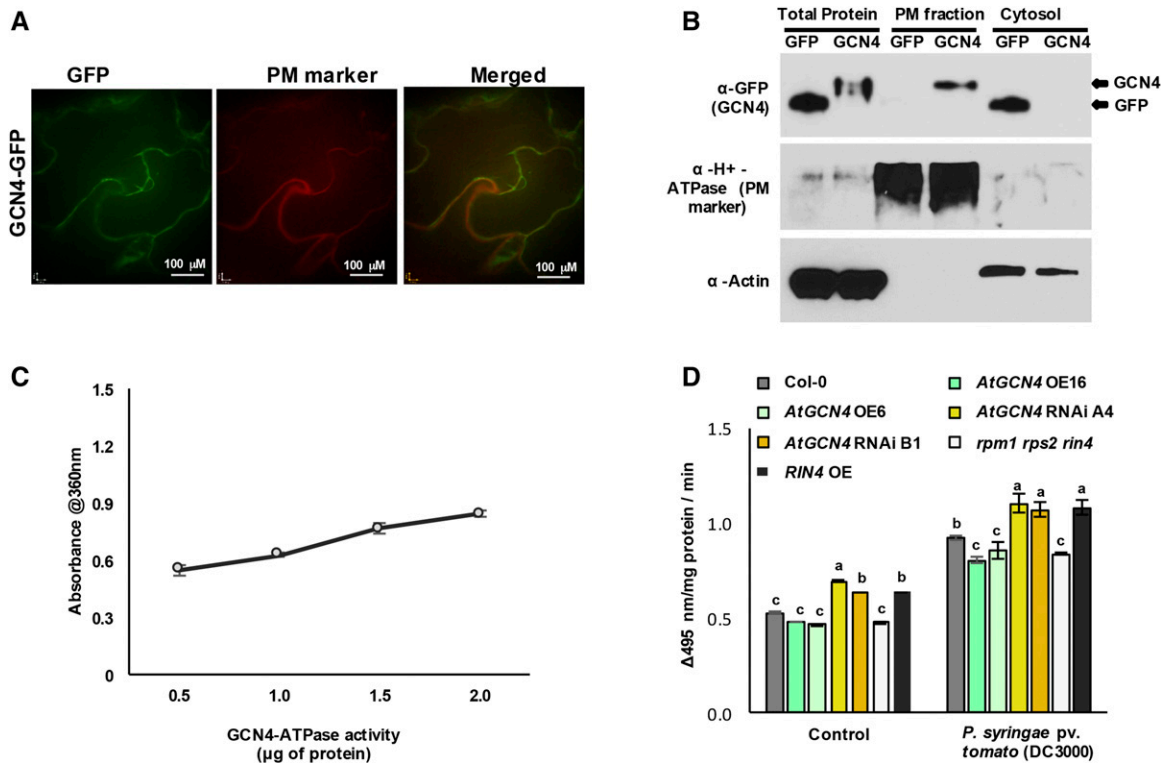 A
GFP
PM marker
Merged
GCN4-GFP
100 µM
100 µM
100 µM
B
Total Protein
PM fraction
Cytosol
GFP GCN4 GFP GCN4 GFP GCN4
α-GFP
(GCN4)
GCN4
GFP
α -H+ -
ATPase (PM
marker)
α -Actin
C
Absorbance @360nm
1.5
1.2
0.9
0.6
0.3
0
0.5 1.0 1.5 2.0
GCN4-ATPase activity
(µg of protein)
D
Col-0
AtGCN4 OE16
AtGCN4 OE6
AtGCN4 RNAi A4
AtGCN4 RNAi B1
rpm1 rps2 rin4
RIN4 OE
Δ495 nm/mg protein / min
1.5
1.0
0.5
0.0
c c c a b c b
b c c a a c a
Control
P. syringae pv.
tomato (DC3000)